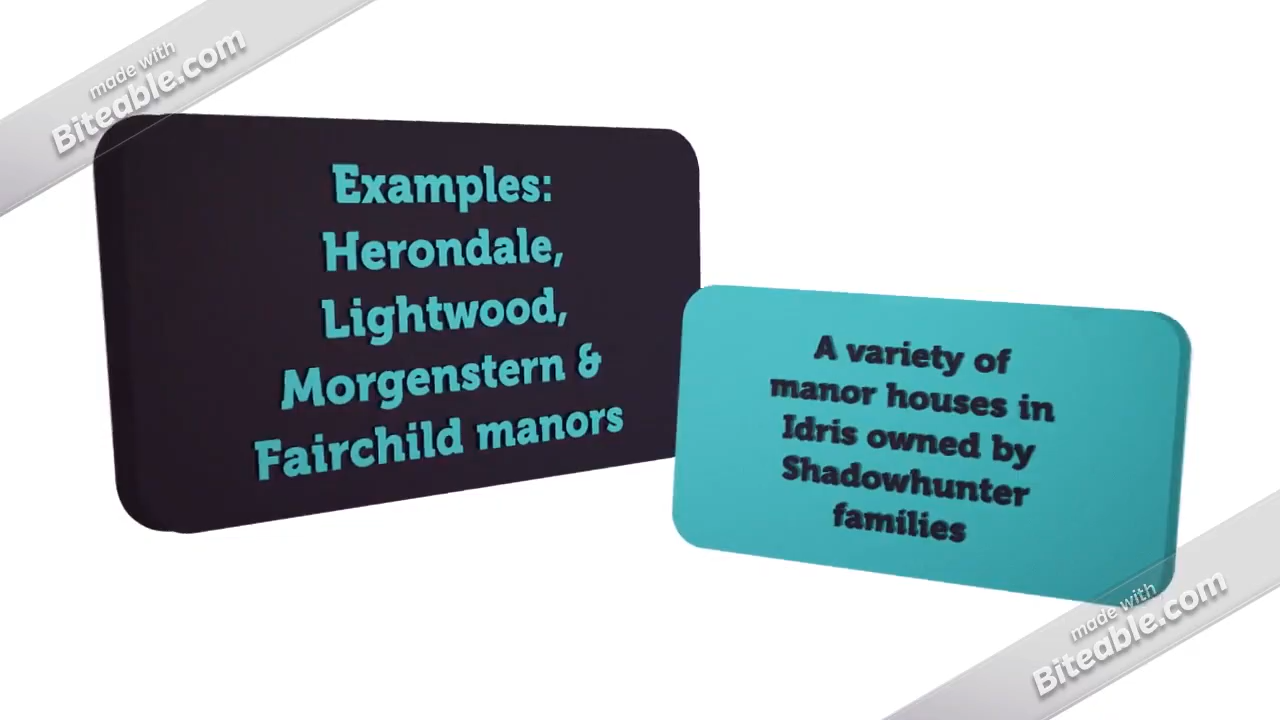 made with
Biteable.com
Examples:
Herondale,
Lightwood,
Morgenstern &
Fairchild manors
A variety of
manor houses in
Idris owned by
Shadowhunter
families
made with
Biteable.com